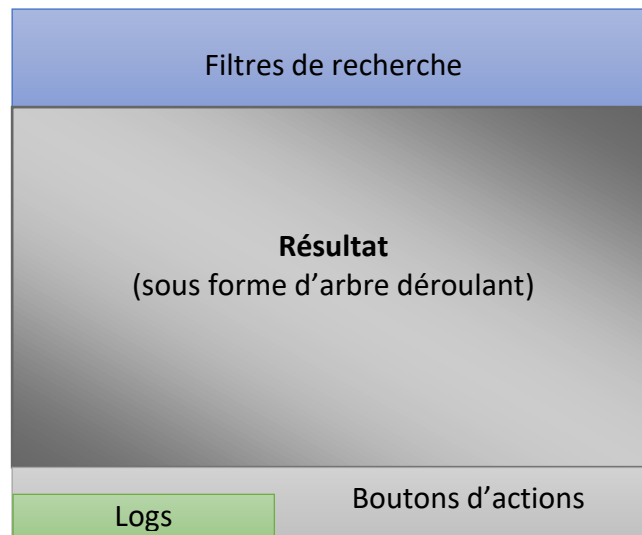 Filtres de recherche
Résultat
(sous forme d’arbre déroulant)
Boutons d’actions
Logs